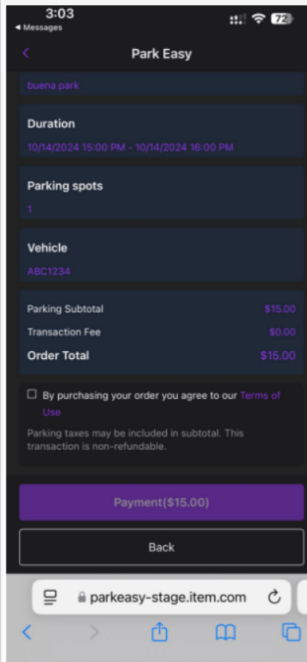 3:03
72
Messages
Park Easy
buena park
Duration
10/14/2024 15:00 PM - 10/14/2024 16:00 PM
Parking spots
1
Vehicle
ABC1234
Parking Subtotal $15.00
Transaction Fee $0.00
Order Total $15.00
By purchasing your order you agree to our Terms of
Use
Parking taxes may be included in subtotal. This
transaction is non-refundable.
Payment($15.00)
Back
parkeasy-stage.item.com